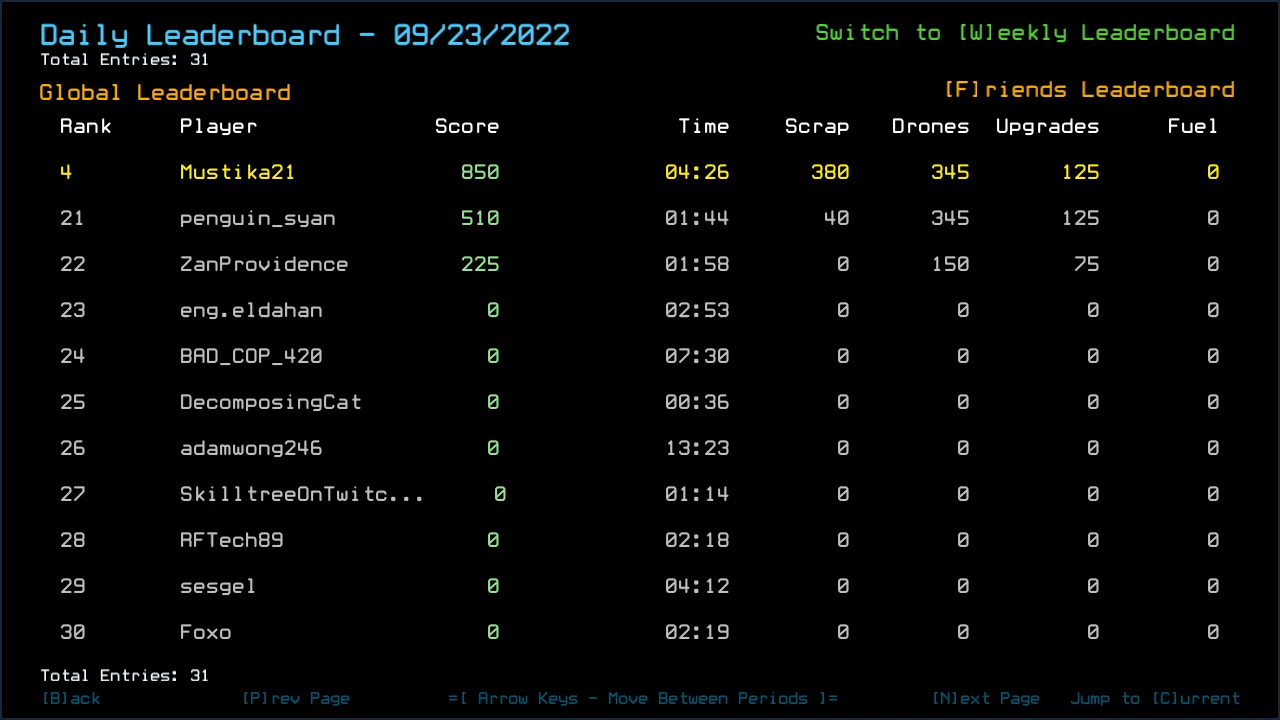 Daily Leaderboard - 09/23/2022 Switch to [W]eekly Leaderboard
Total Entries: 31
Global Leaderboard [F]riends Leaderboard
Rank Player Score Time Scrap Drones Upgrades Fuel
4 Mustika21 850 04:26 380 345 125 0
21 penguin_syan 510 01:44 40 345 125 0
22 ZanProvidence 225 01:58 0 150 75 0
23 eng.eldahan 0 02:53 0 0 0 0
24 BAD_COP_420 0 07:30 0 0 0 0
25 DecomposingCat 0 00:36 0 0 0 0
26 adamwong246 0 13:23 0 0 0 0
27 SkilltreeOnTwitc... 0 01:14 0 0 0 0
28 RFTech89 0 02:18 0 0 0 0
29 sesgel 0 04:12 0 0 0 0
30 Foxo 0 02:19 0 0 0 0
Total Entries: 31
[B]ack [P]rev Page =[ Arrow Keys - Move Between Periods ]= [N]ext Page Jump to [C]urrent